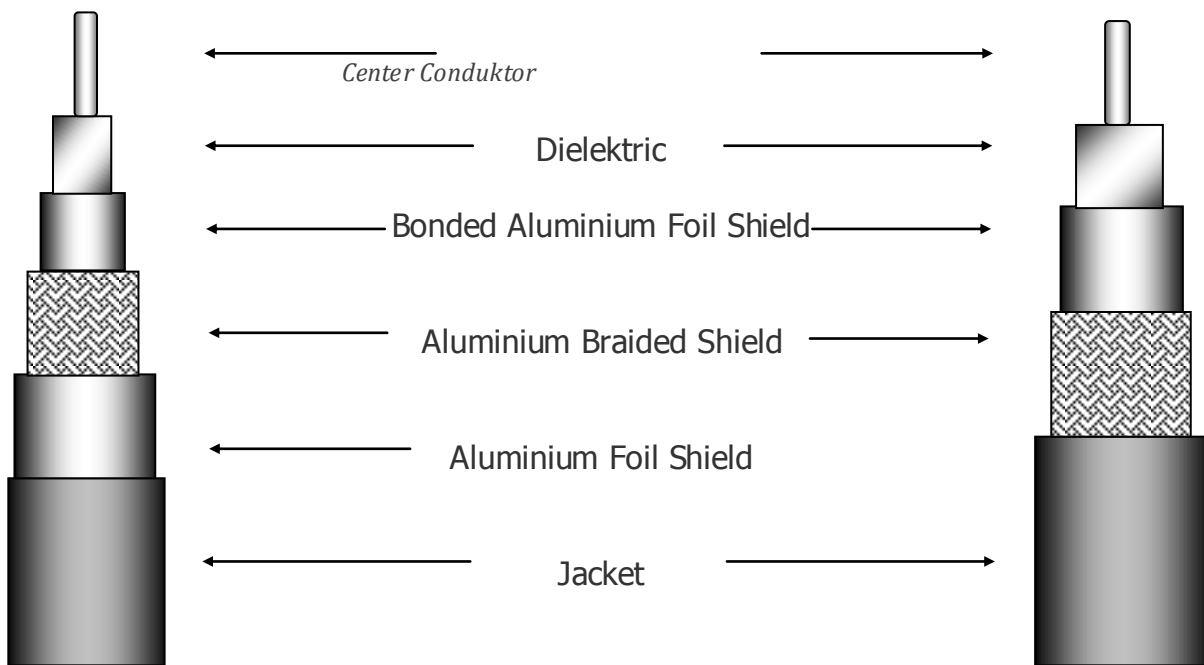 Center Conduktor
Dielektric
Bonded Aluminium Foil Shield
Aluminium Braided Shield
Aluminium Foil Shield
Jacket